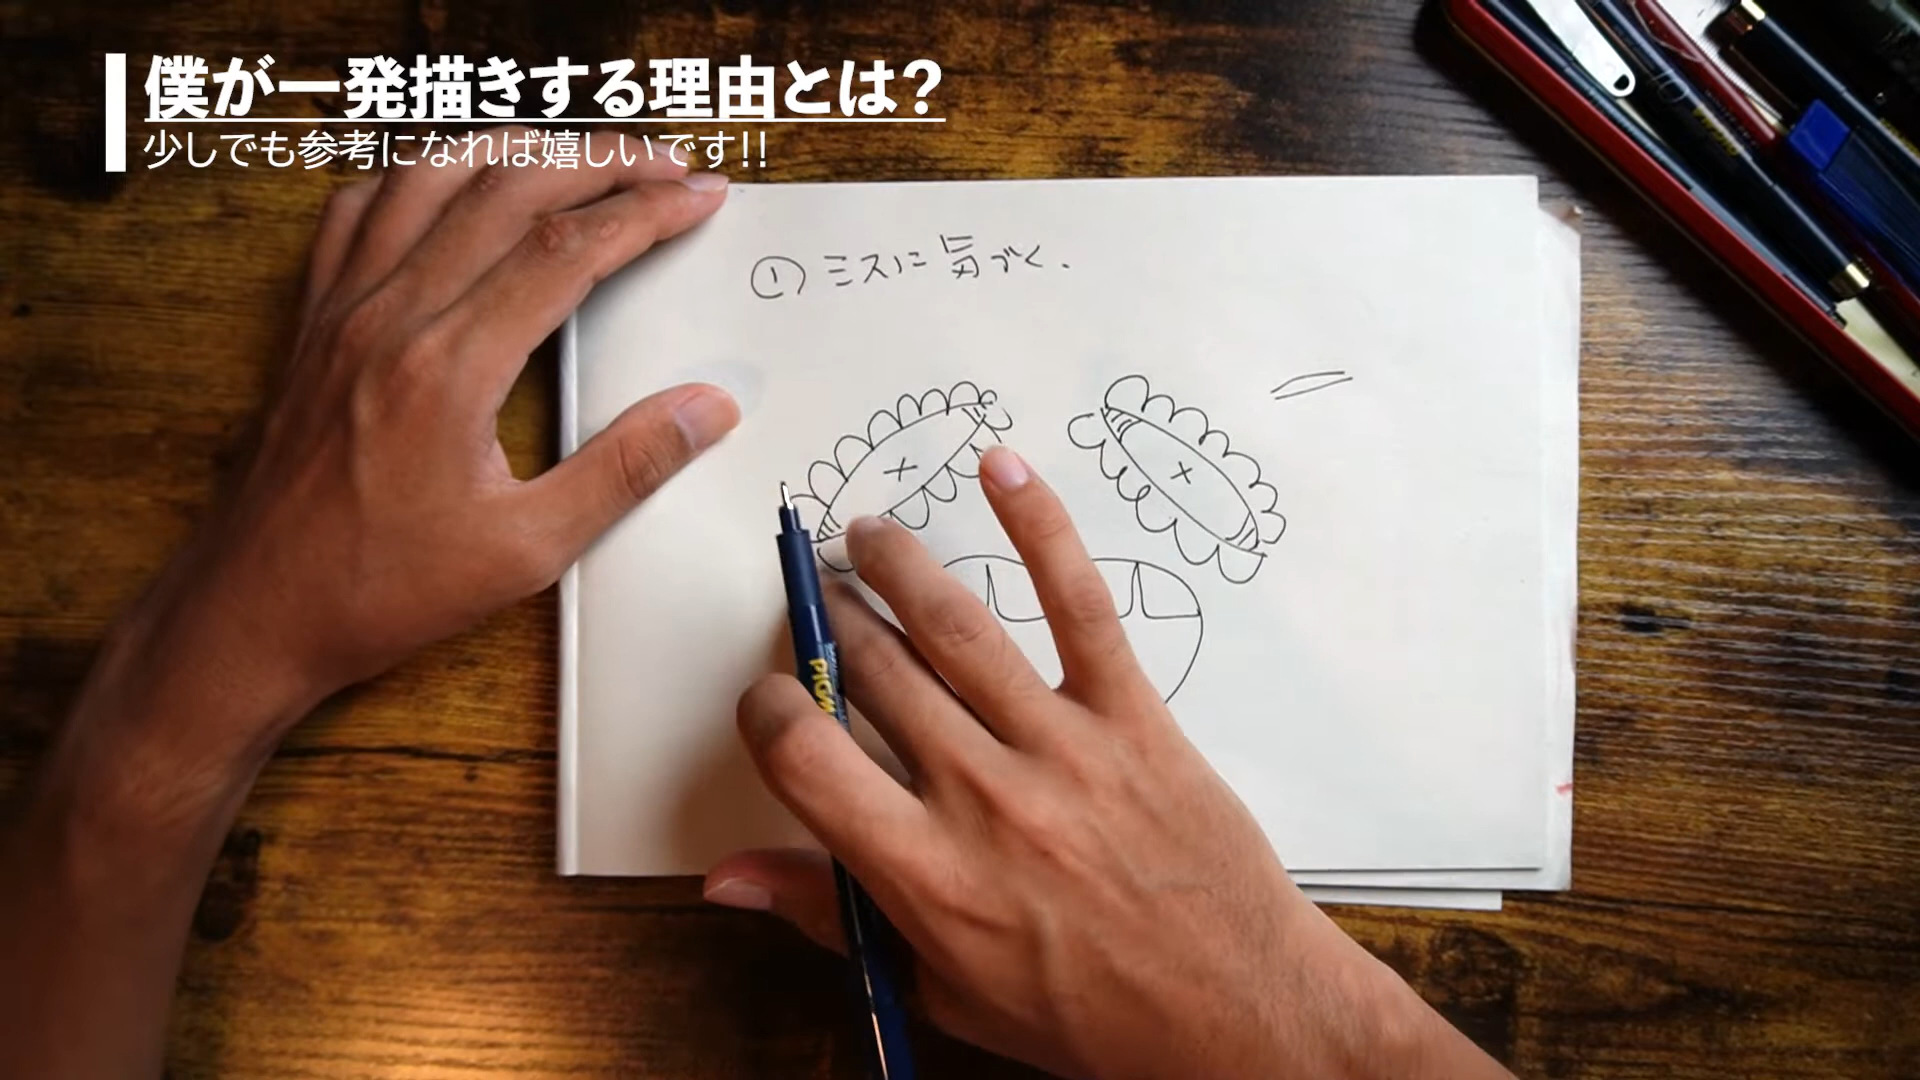 僕が一発描きする理由とは?
少しでも参考になれば嬉しいです!!
① ミスに気づく.